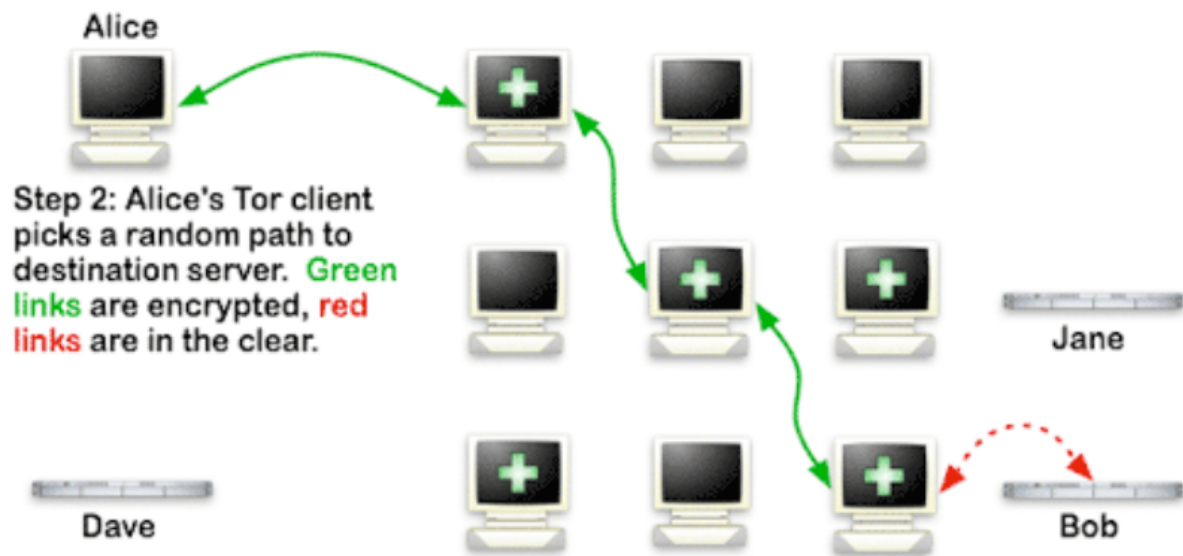 Alice
Step 2: Alice's Tor client
picks a random path to
destination server. Green
links are encrypted, red
links are in the clear.
Jane
Dave
Bob